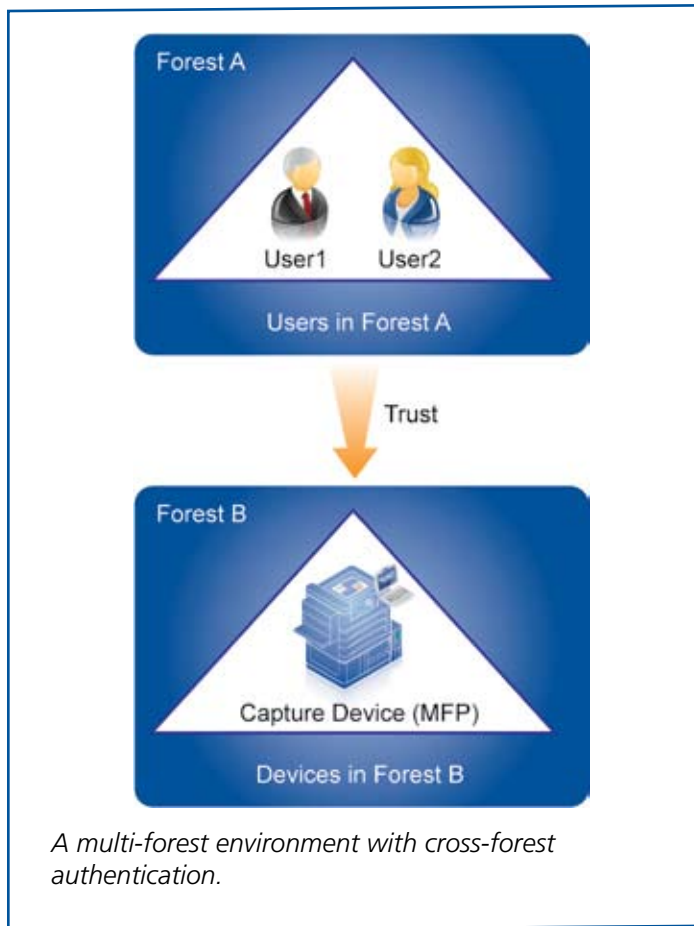 Forest A
User1 User2
Users in Forest A
Trust
Forest B
Capture Device (MFP)
Devices in Forest B
A multi-forest environment with cross-forest
authentication.